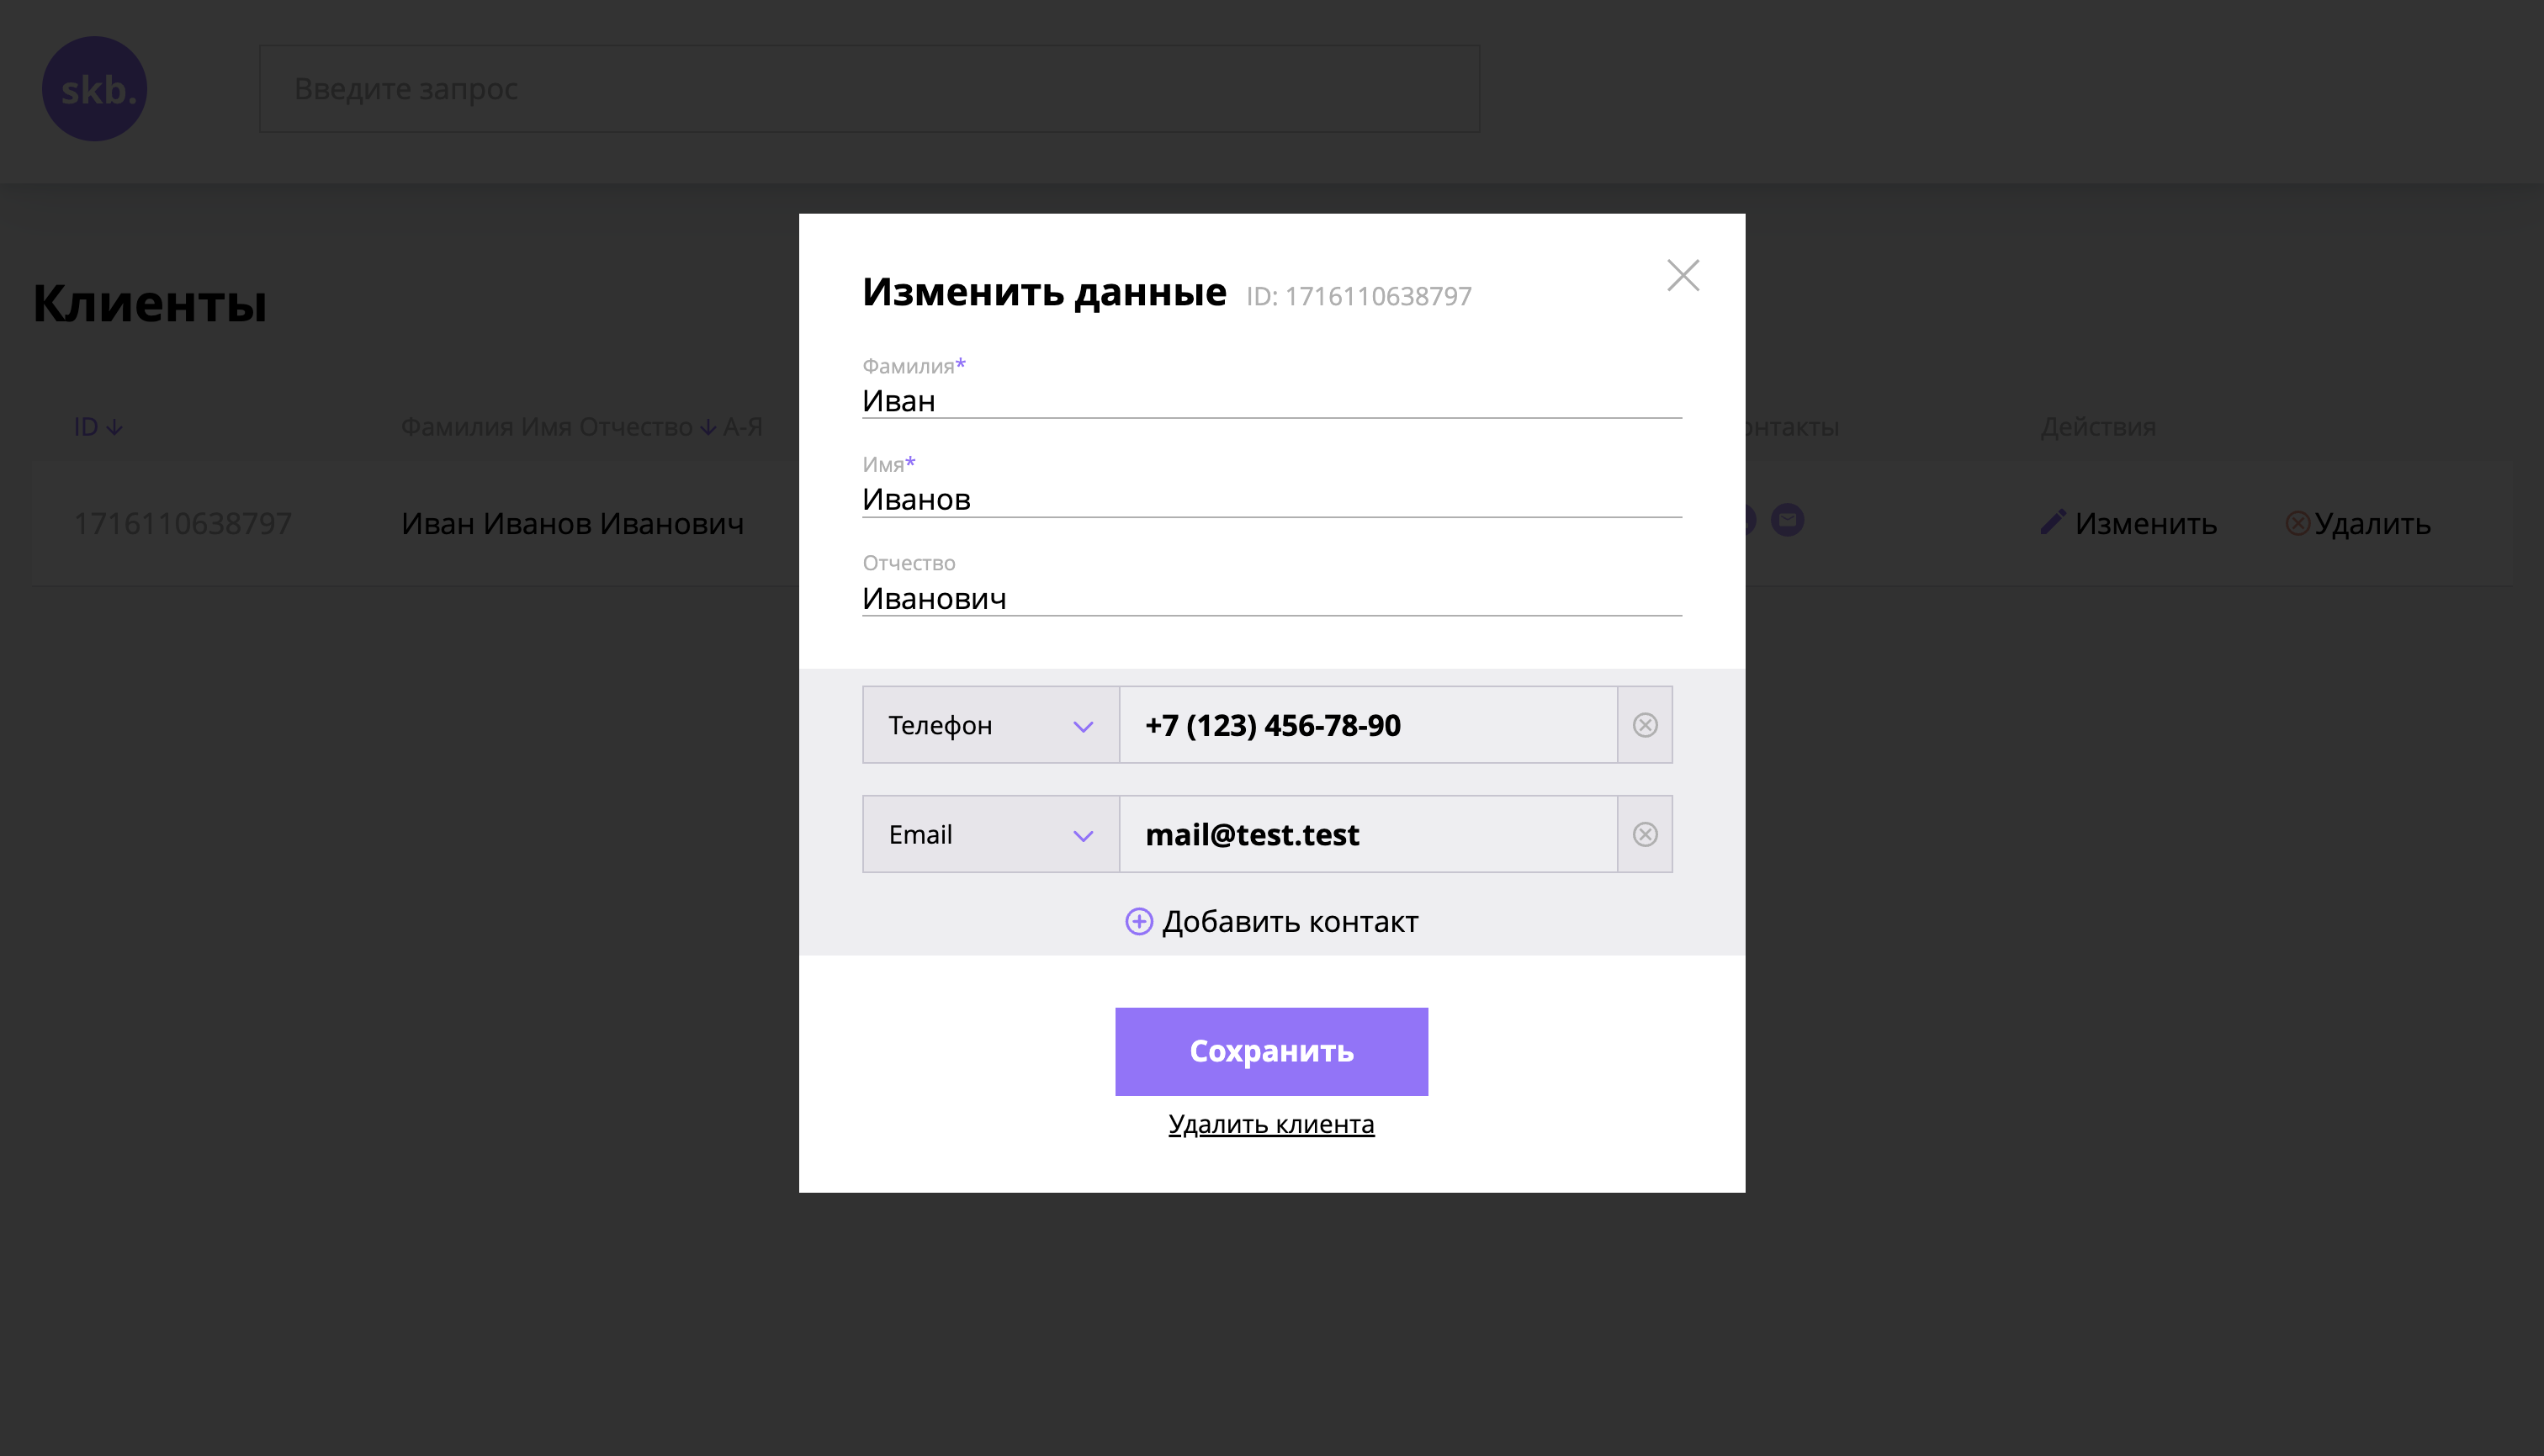 skb.
Введите запрос
Клиенты
ID Фамилия Имя Отчество А-Я онтакты Действия
1716110638797 Иван Иванов Иванович Изменить Удалить
Изменить данные ID: 1716110638797
Фамилия*
Иван
Имя*
Иванов
Отчество
Иванович
Телефон +7 (123) 456-78-90
Email mail@test.test
Добавить контакт
Сохранить
Удалить клиента